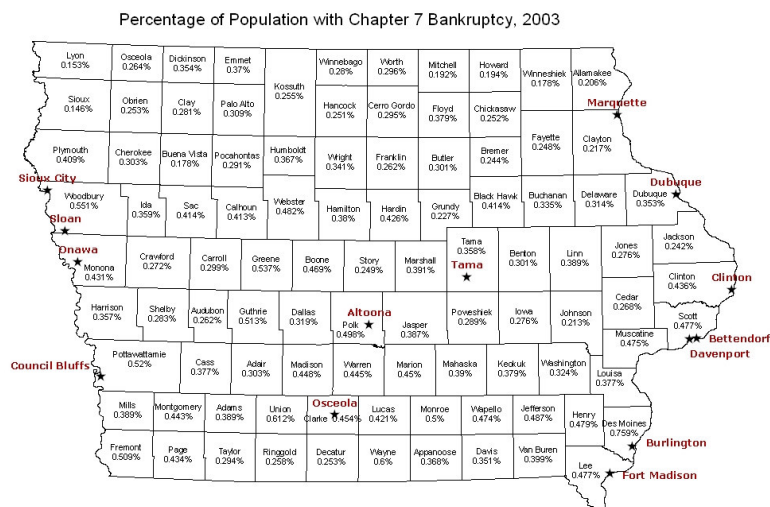 Percentage of Population with Chapter 7 Bankruptcy, 2003
Lyon
0.153%
Osceola
0.264%
Dickinson
0.354%
Emmet
0.37%
Kossuth
0.255%
Winnebago
0.28%
Worth
0.296%
Mitchell
0.192%
Howard
0.194%
Winneshiek
0.178%
Allamakee
0.206%
Marquette
Sioux
0.146%
Obrien
0.253%
Clay
0.281%
Palo Alto
0.309%
Hancock
0.251%
Cerro Gordo
0.295%
Floyd
0.379%
Chickasaw
0.252%
Fayette
0.248%
Clayton
0.217%
Plymouth
0.409%
Cherokee
0.303%
Buena Vista
0.178%
Pocahontas
0.291%
Humboldt
0.367%
Wright
0.341%
Franklin
0.262%
Butler
0.301%
Bremer
0.244%
Sioux City
Woodbury
0.551%
Ida
0.359%
Sac
0.414%
Calhoun
0.413%
Webster
0.482%
Hamilton
0.38%
Hardin
0.426%
Grundy
0.227%
Black Hawk
0.414%
Buchanan
0.335%
Delaware
0.314%
Dubuque
0.353%
Dubuque
Sloan
Onawa
Monona
0.431%
Crawford
0.272%
Carroll
0.299%
Greene
0.537%
Boone
0.469%
Story
0.249%
Marshall
0.391%
Tama
0.358%
Tama
Benton
0.301%
Linn
0.389%
Jones
0.276%
Jackson
0.242%
Clinton
0.436%
Clinton
Harrison
0.357%
Shelby
0.283%
Audubon
0.262%
Guthrie
0.513%
Dallas
0.319%
Altoona
Polk
0.498%
Jasper
0.387%
Poweshiek
0.289%
Iowa
0.276%
Johnson
0.213%
Cedar
0.268%
Scott
0.477%
Muscatine
0.475%
Bettendorf
Davenport
Council Bluffs
Pottawattamie
0.52%
Cass
0.377%
Adair
0.303%
Madison
0.448%
Warren
0.445%
Marion
0.45%
Mahaska
0.39%
Keokuk
0.379%
Washington
0.324%
Louisa
0.377%
Mills
0.389%
Montgomery
0.443%
Adams
0.389%
Union
0.612%
Osceola
Clarke 0.454%
Lucas
0.421%
Monroe
0.5%
Wapello
0.474%
Jefferson
0.487%
Henry
0.479%
Des Moines
0.759%
Burlington
Fremont
0.509%
Page
0.434%
Taylor
0.294%
Ringgold
0.258%
Decatur
0.253%
Wayne
0.6%
Appanoose
0.368%
Davis
0.351%
Van Buren
0.399%
Lee
0.477%
Fort Madison